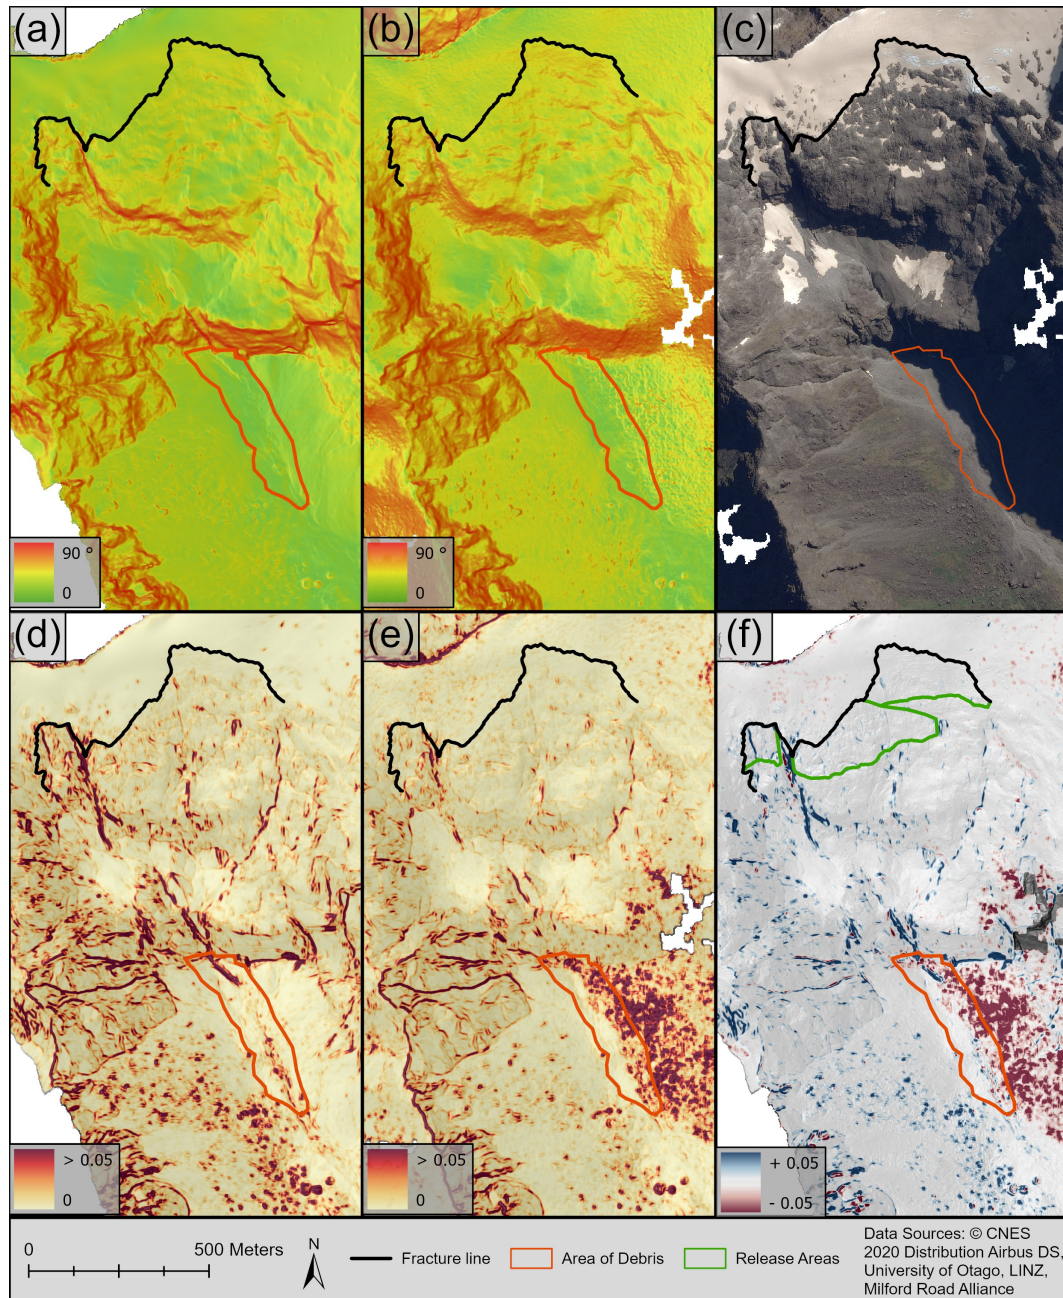 (a)
(b)
(c)
90 °
0
90 °
0
(d)
(e)
(f)
> 0.05
0
> 0.05
0
+ 0.05
- 0.05
0
500 Meters
N
Fracture line
Area of Debris
Release Areas
Data Sources: © CNES
2020 Distribution Airbus DS,
University of Otago, LINZ,
Milford Road Alliance